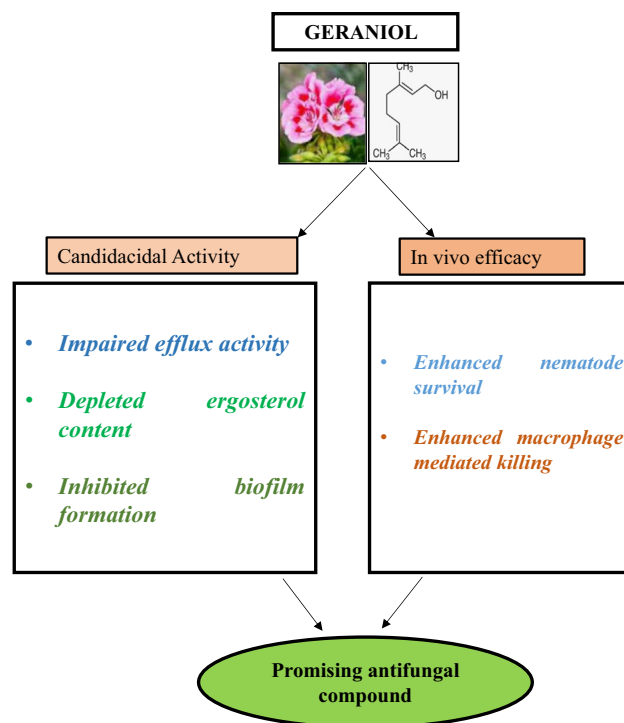 GERANIOL
CH₃
OH
H₃C
CH₃
Candidacidal Activity
• Impaired efflux activity
• Depleted ergosterol
content
• Inhibited biofilm
formation
In vivo efficacy
• Enhanced nematode
survival
• Enhanced macrophage
mediated killing
Promising antifungal
compound